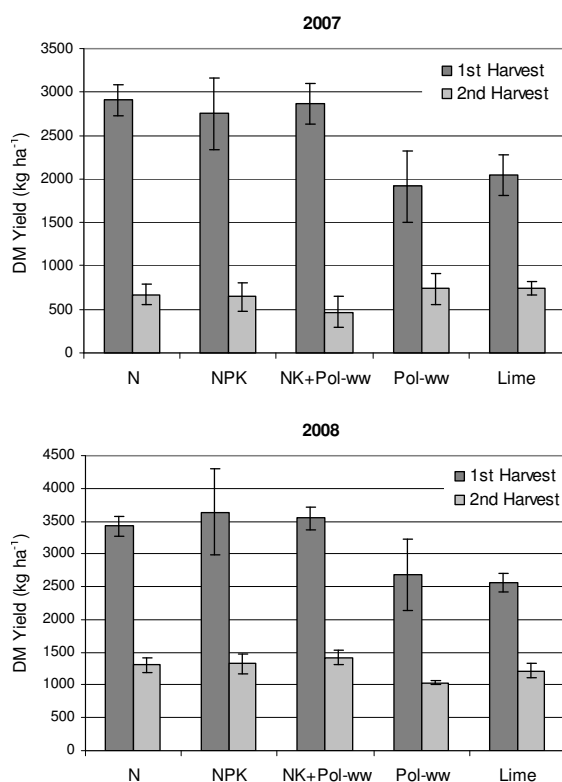 2007
3500
3000
2500
2000
1500
1000
500
0
DM Yield (kg ha⁻¹)
1st Harvest
2nd Harvest
N NPK NK+Pol-ww Pol-ww Lime
2008
4500
4000
3500
3000
2500
2000
1500
1000
500
0
DM Yield (kg ha⁻¹)
1st Harvest
2nd Harvest
N NPK NK+Pol-ww Pol-ww Lime